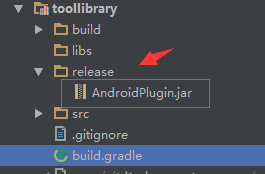 toollibrary
build
libs
release
AndroidPlugin.jar
src
.gitignore
build.gradle